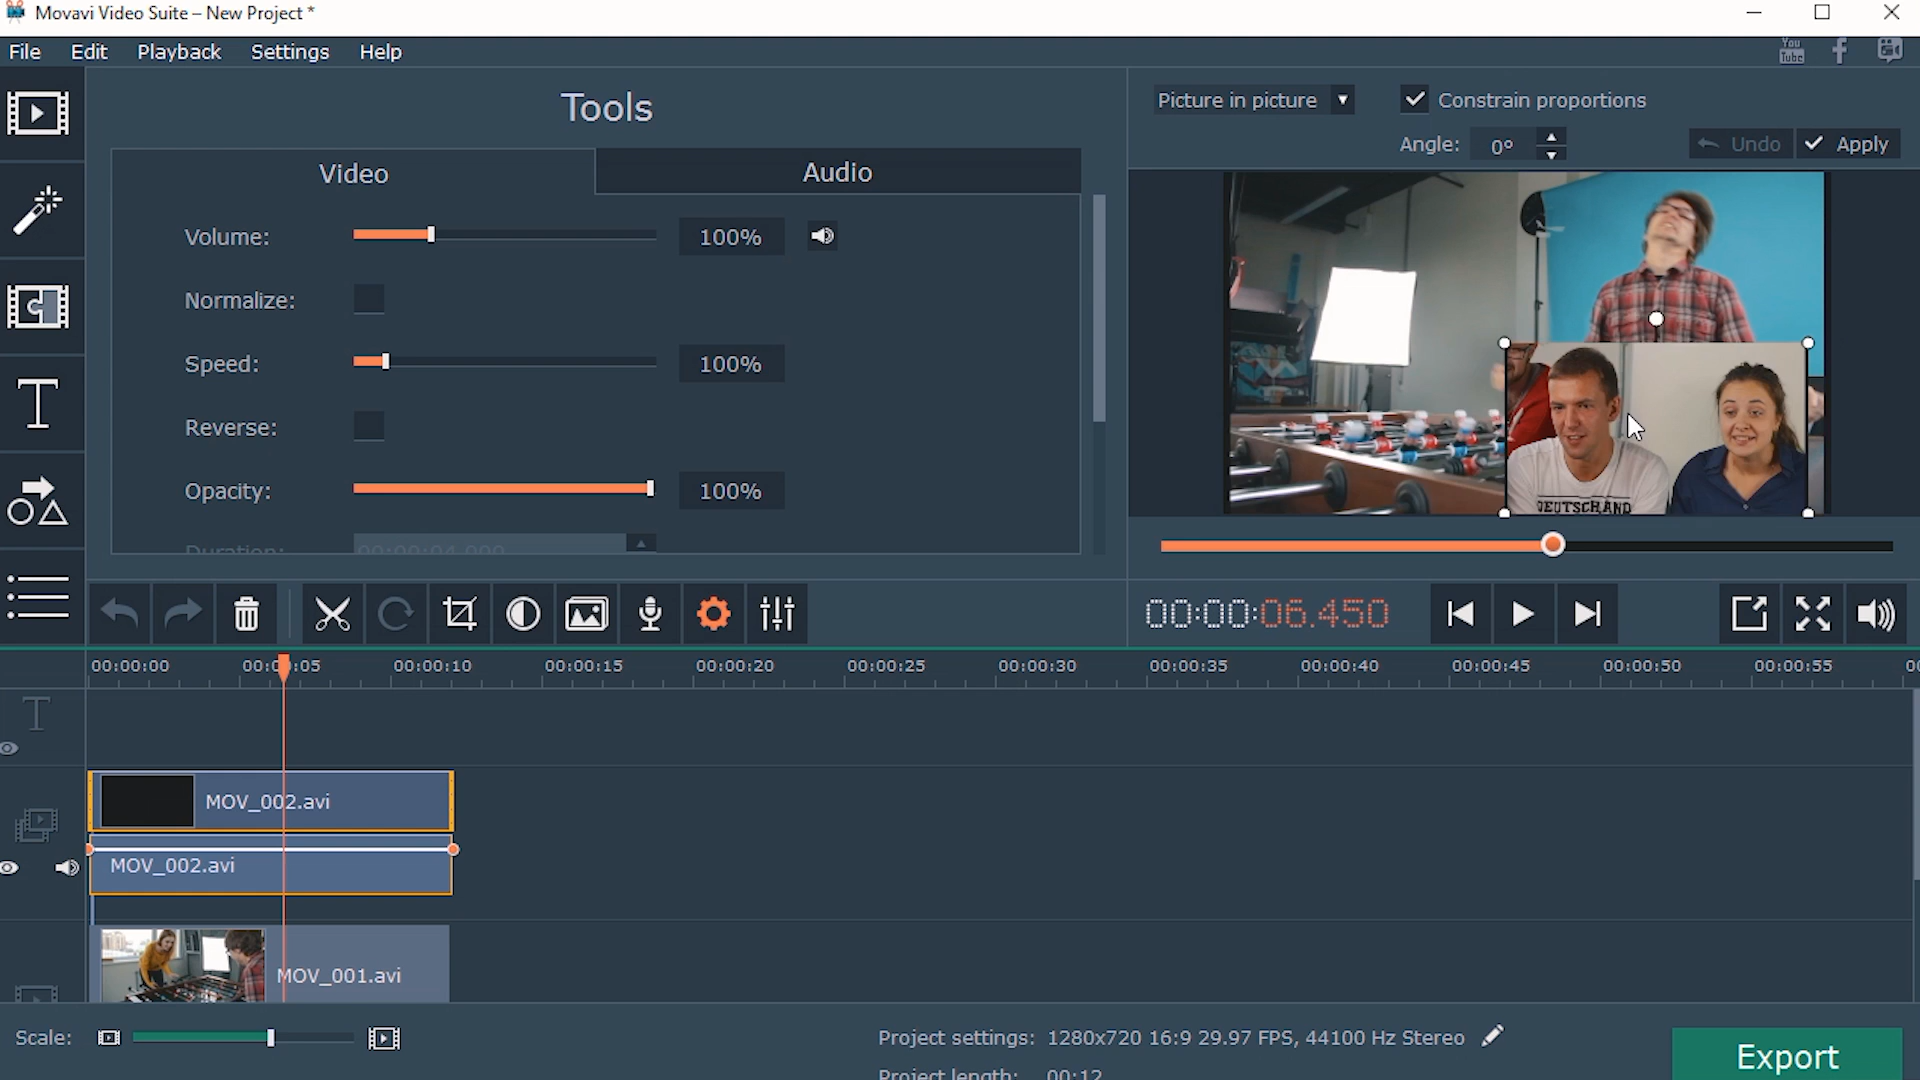 Movavi Video Suite – New Project *
File Edit Playback Settings Help
You
Tube
Tools
Picture in picture
Constrain proportions
Angle: 0°
Undo
Apply
Video
Audio
Volume: 100%
Normalize:
Speed: 100%
Reverse:
Opacity: 100%
Duration: 00:00:04.000
DEUTSCHAND
00:00:06.450
00:00:00 00:00:05 00:00:10 00:00:15 00:00:20 00:00:25 00:00:30 00:00:35 00:00:40 00:00:45 00:00:50 00:00:55
MOV_002.avi
MOV_002.avi
MOV_001.avi
Scale:
Project settings: 1280x720 16:9 29.97 FPS, 44100 Hz Stereo
Project length: 00:12
Export